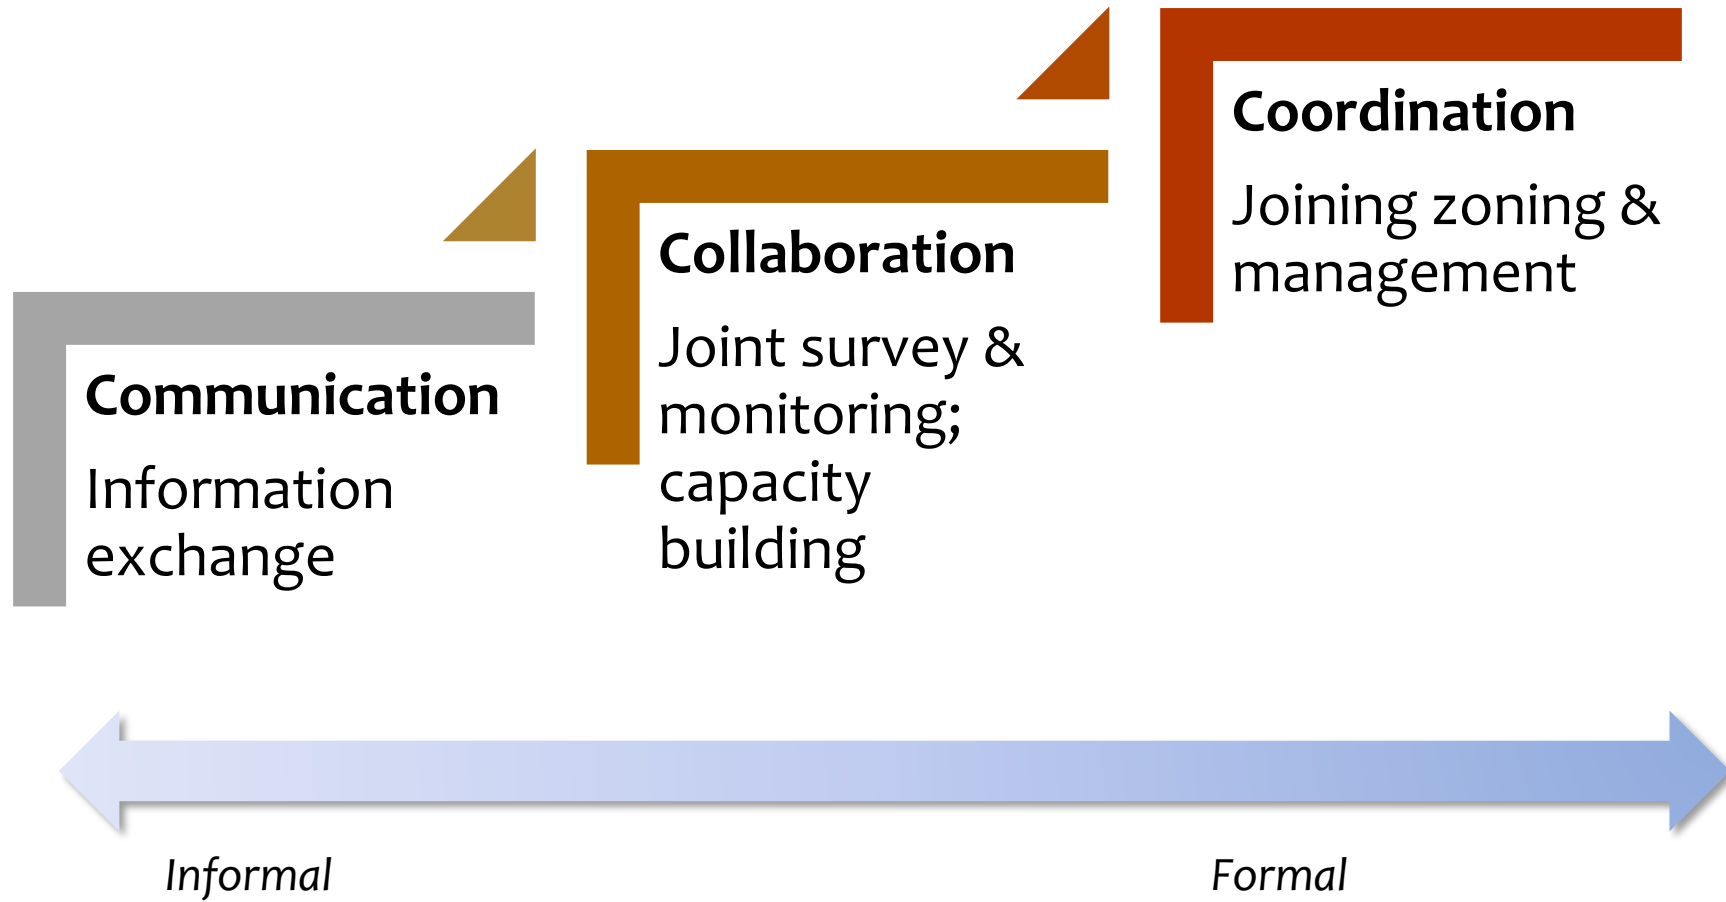 Communication
Information
exchange
Collaboration
Joint survey &
monitoring;
capacity
building
Coordination
Joining zoning &
management
Informal
Formal